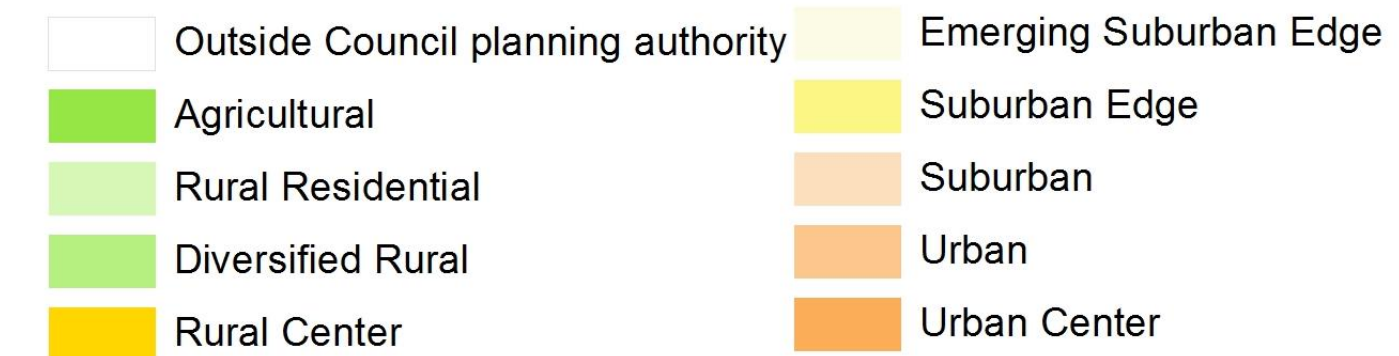 Outside Council planning authority
Agricultural
Rural Residential
Diversified Rural
Rural Center
Emerging Suburban Edge
Suburban Edge
Suburban
Urban
Urban Center